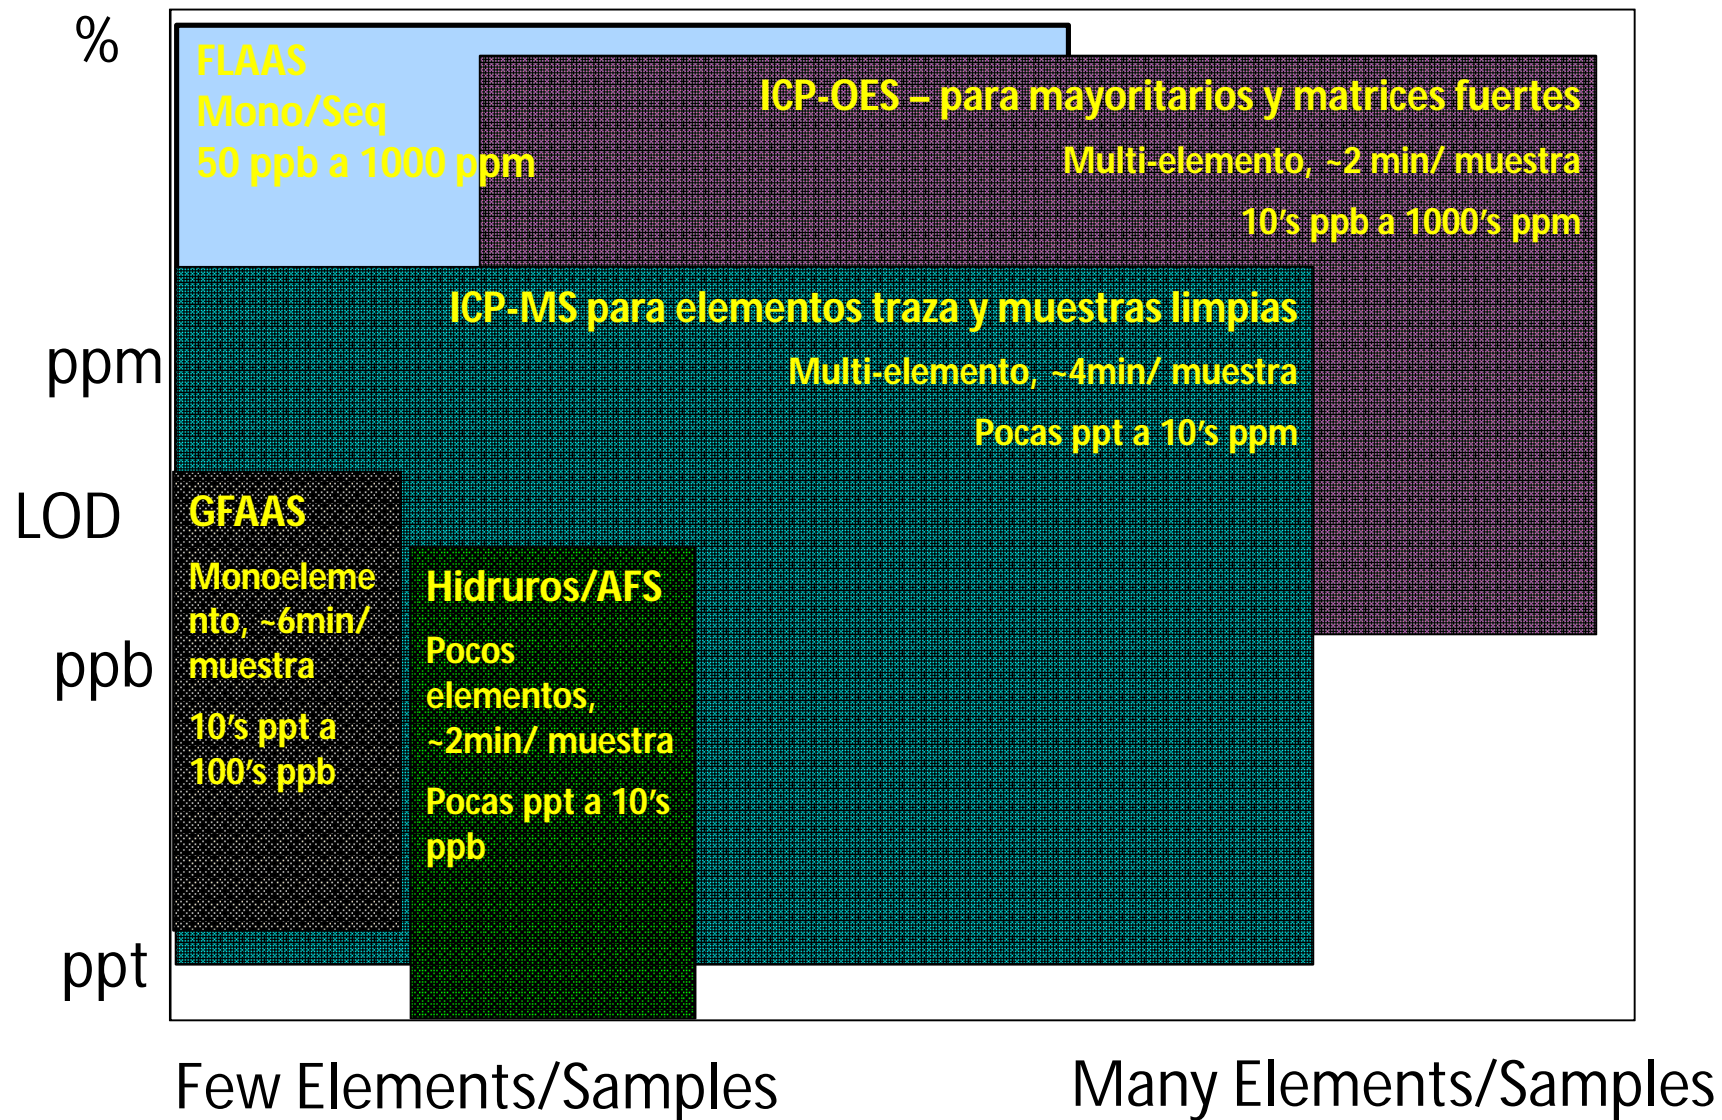 %
FLAAS
Mono/Seq
50 ppb a 1000 ppm
ICP-OES – para mayoritarios y matrices fuertes
Multi-elemento, ~2 min/ muestra
10's ppb a 1000's ppm
ICP-MS para elementos traza y muestras limpias
Multi-elemento, ~4min/ muestra
Pocas ppt a 10's ppm
ppm
LOD
GFAAS
Monoeleme
nto, ~6min/
muestra
10's ppt a
100's ppb
Hidruros/AFS
Pocos
elementos,
~2min/ muestra
Pocas ppt a 10's
ppb
ppb
ppt
Few Elements/Samples
Many Elements/Samples